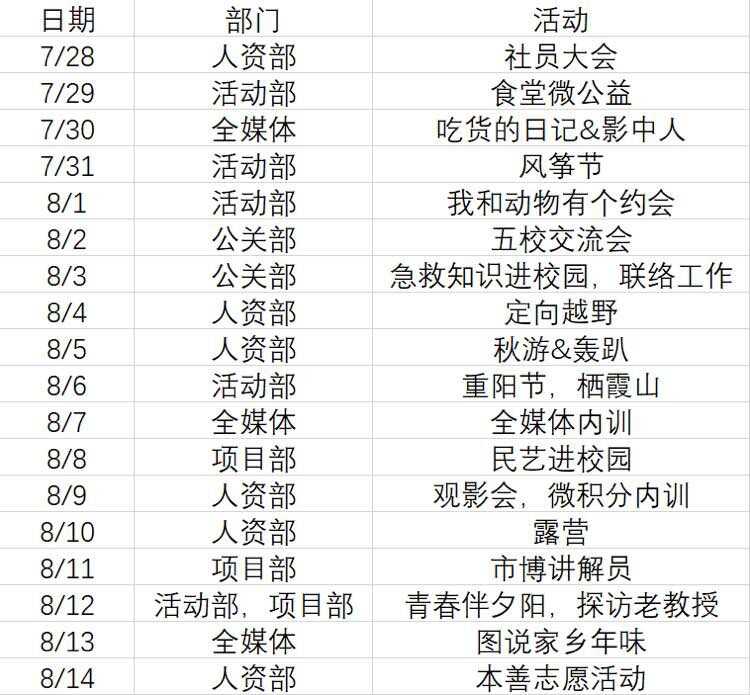 日期 部门 活动
7/28 人资部 社员大会
7/29 活动部 食堂微公益
7/30 全媒体 吃货的日记&影中人
7/31 活动部 风筝节
8/1 活动部 我和动物有个约会
8/2 公关部 五校交流会
8/3 公关部 急救知识进校园，联络工作
8/4 人资部 定向越野
8/5 人资部 秋游&轰趴
8/6 活动部 重阳节，栖霞山
8/7 全媒体 全媒体内训
8/8 项目部 民艺进校园
8/9 人资部 观影会，微积分内训
8/10 人资部 露营
8/11 项目部 市博讲解员
8/12 活动部，项目部 青春伴夕阳，探访老教授
8/13 全媒体 图说家乡年味
8/14 人资部 本善志愿活动